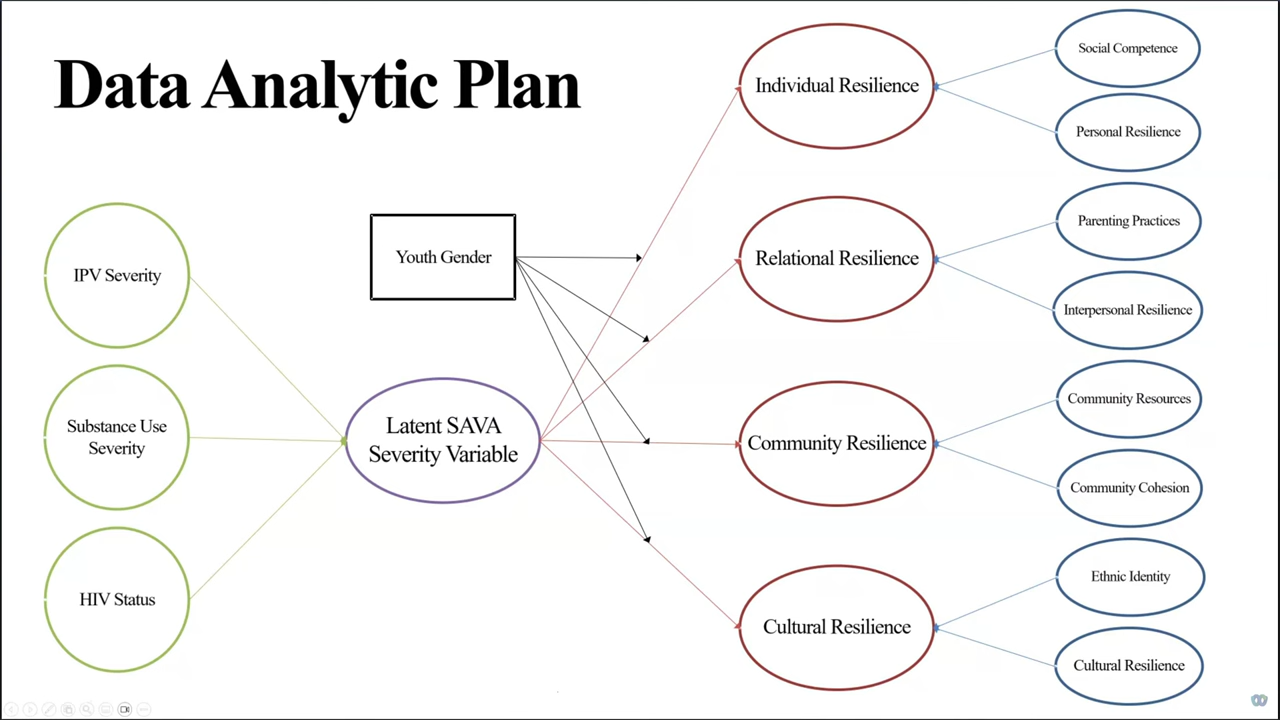 Data Analytic Plan
IPV Severity
Substance Use
Severity
HIV Status
Youth Gender
Latent SAVA
Severity Variable
Individual Resilience
Relational Resilience
Community Resilience
Cultural Resilience
Social Competence
Personal Resilience
Parenting Practices
Interpersonal Resilience
Community Resources
Community Cohesion
Ethnic Identity
Cultural Resilience